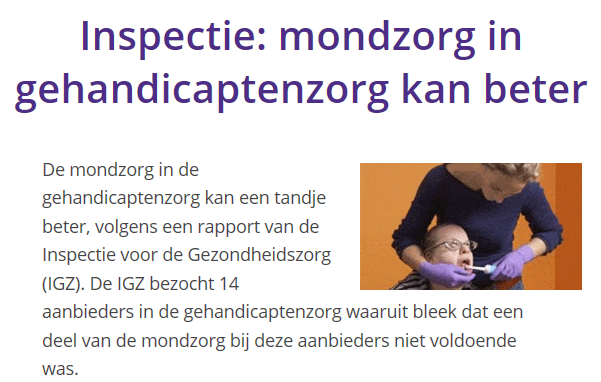 Inspectie: mondzorg in
gehandicaptenzorg kan beter
De mondzorg in de
gehandicaptenzorg kan een tandje
beter, volgens een rapport van de
Inspectie voor de Gezondheidszorg
(IGZ). De IGZ bezocht 14
aanbieders in de gehandicaptenzorg waaruit bleek dat een
deel van de mondzorg bij deze aanbieders niet voldoende
was.